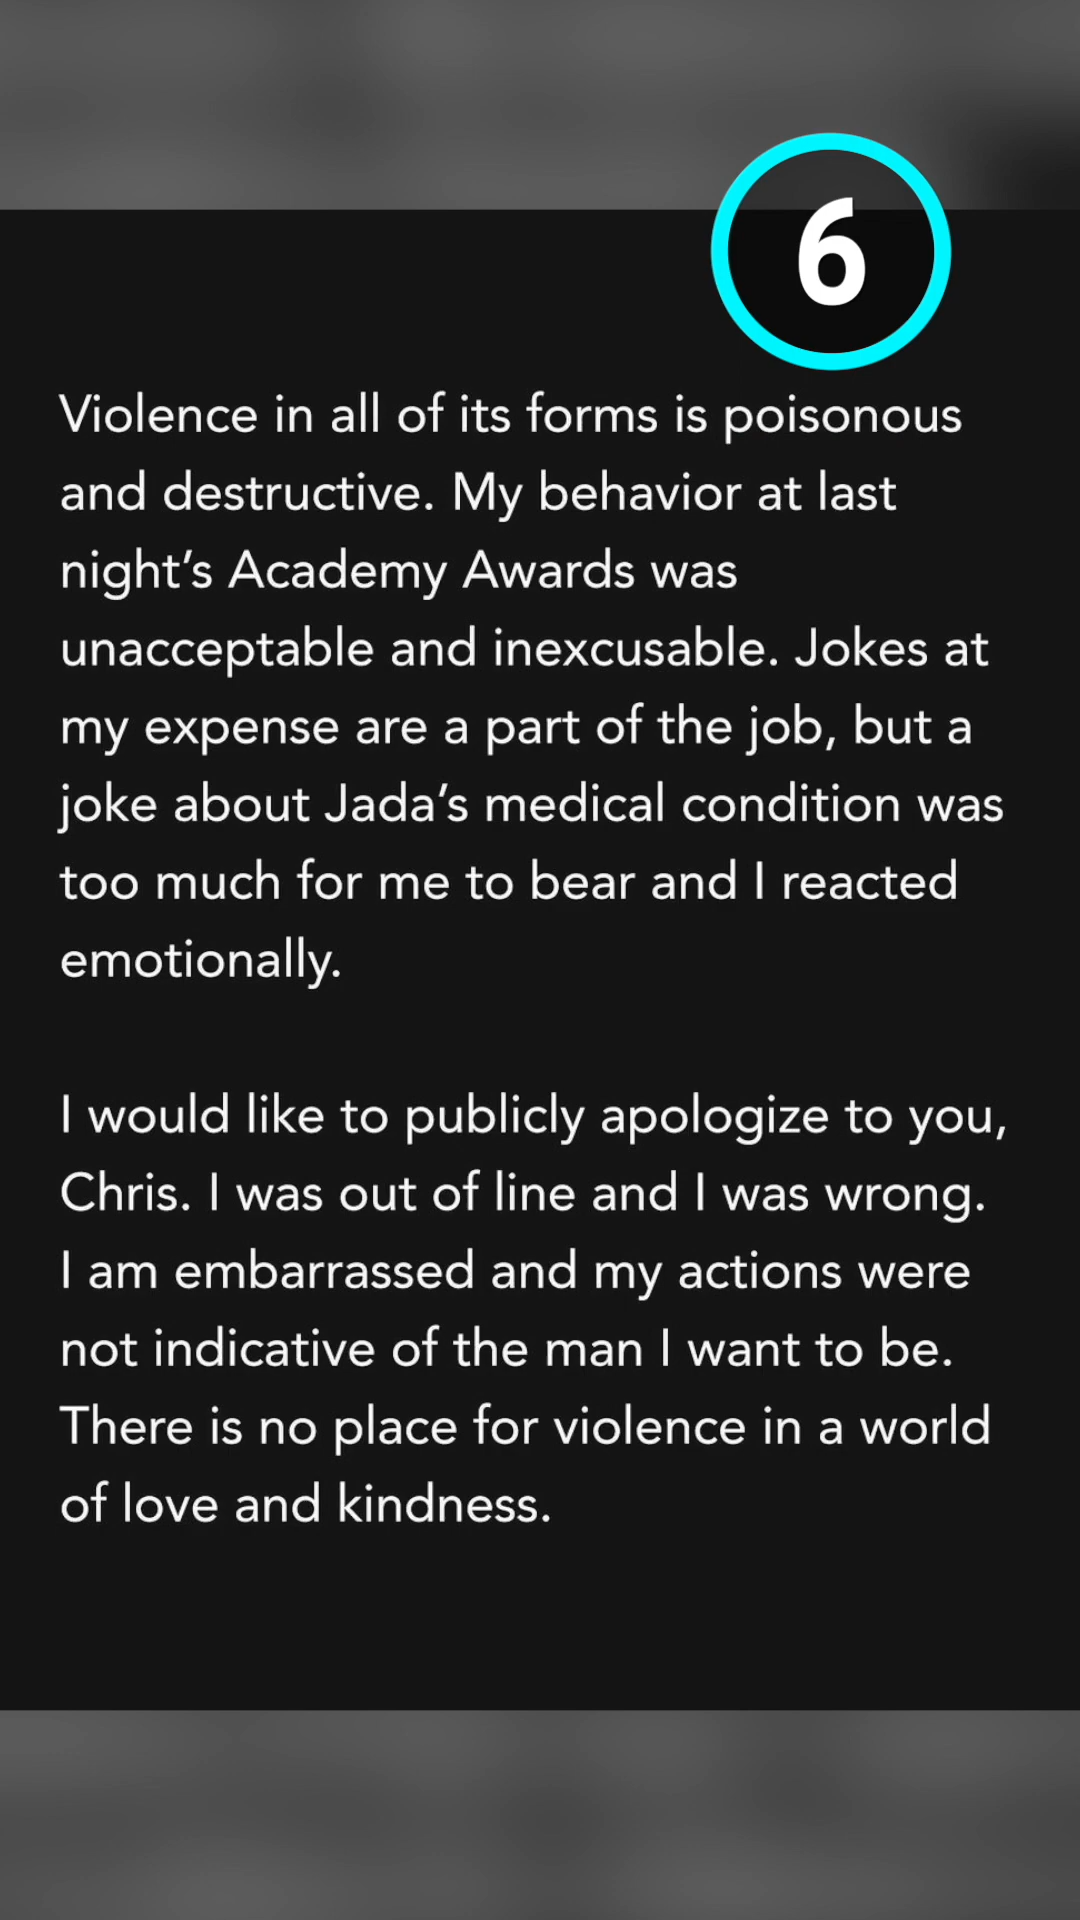 6
Violence in all of its forms is poisonous
and destructive. My behavior at last
night’s Academy Awards was
unacceptable and inexcusable. Jokes at
my expense are a part of the job, but a
joke about Jada’s medical condition was
too much for me to bear and I reacted
emotionally.
I would like to publicly apologize to you,
Chris. I was out of line and I was wrong.
I am embarrassed and my actions were
not indicative of the man I want to be.
There is no place for violence in a world
of love and kindness.